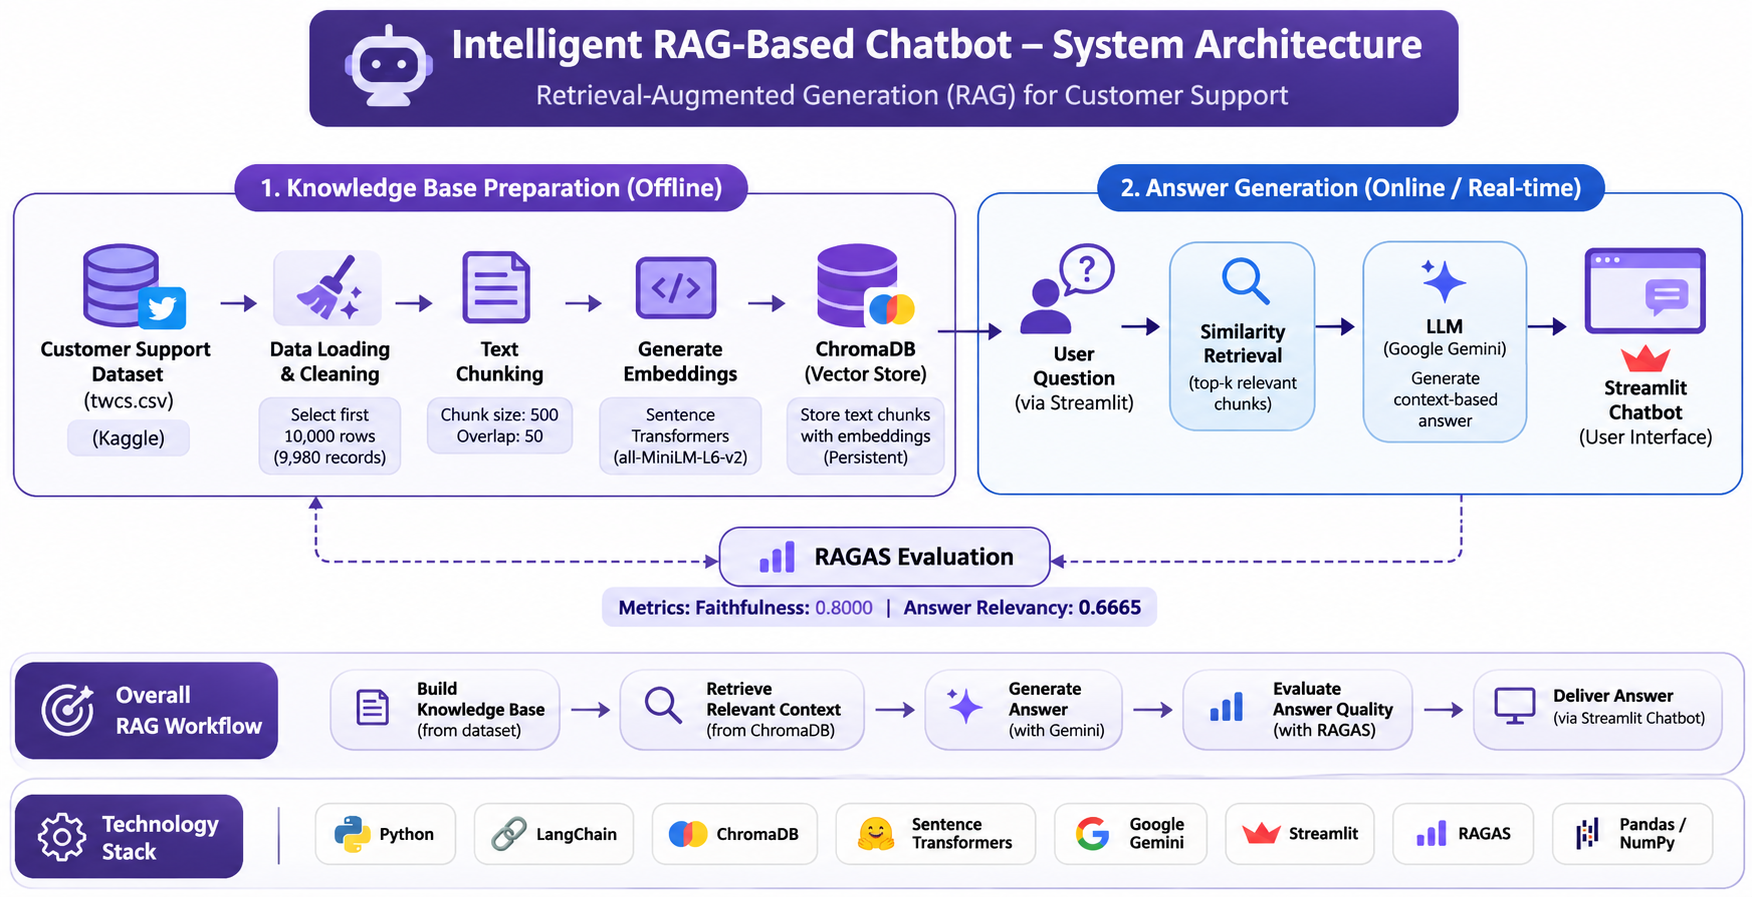 Intelligent RAG-Based Chatbot – System Architecture
Retrieval-Augmented Generation (RAG) for Customer Support
1. Knowledge Base Preparation (Offline)
Customer Support
Dataset
(twcs.csv)
(Kaggle)
Data Loading
& Cleaning
Select first
10,000 rows
(9,980 records)
Text
Chunking
Chunk size: 500
Overlap: 50
</>
Generate
Embeddings
Sentence
Transformers
(all-MiniLM-L6-v2)
ChromaDB
(Vector Store)
Store text chunks
with embeddings
(Persistent)
2. Answer Generation (Online / Real-time)
?
User
Question
(via Streamlit)
Similarity
Retrieval
(top-k relevant
chunks)
LLM
(Google Gemini)
Generate
context-based
answer
Streamlit
Chatbot
(User Interface)
RAGAS Evaluation
Metrics: Faithfulness: 0.8000 | Answer Relevancy: 0.6665
Overall
RAG Workflow
Build
Knowledge Base
(from dataset)
Retrieve
Relevant Context
(from ChromaDB)
Generate
Answer
(with Gemini)
Evaluate
Answer Quality
(with RAGAS)
Deliver Answer
(via Streamlit Chatbot)
Technology
Stack
Python
LangChain
ChromaDB
Sentence
Transformers
Google
Gemini
Streamlit
RAGAS
Pandas /
NumPy